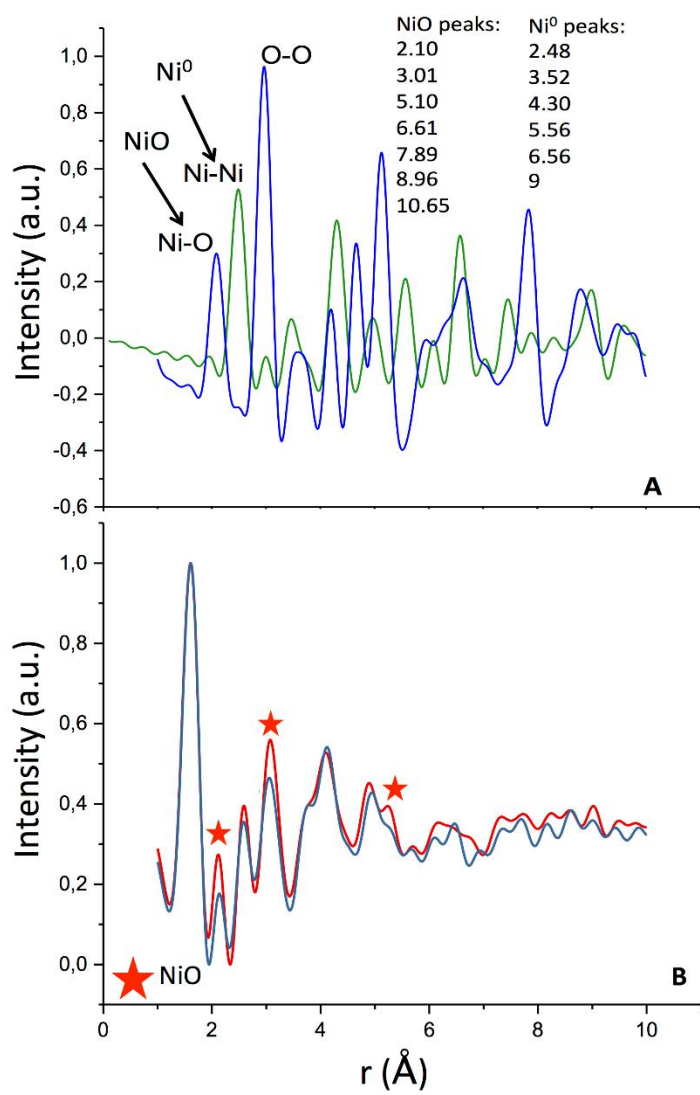 NiO peaks:
2.10
3.01
5.10
6.61
7.89
8.96
10.65
Ni⁰ peaks:
2.48
3.52
4.30
5.56
6.56
9
O-O
Ni⁰
NiO
Ni-Ni
Ni-O
Intensity (a.u.)
1,0
0,8
0,6
0,4
0,2
0,0
-0,2
-0,4
-0,6
A
Intensity (a.u.)
1,0
0,8
0,6
0,4
0,2
0,0
NiO
B
0
2
4
6
8
10
r (Å)